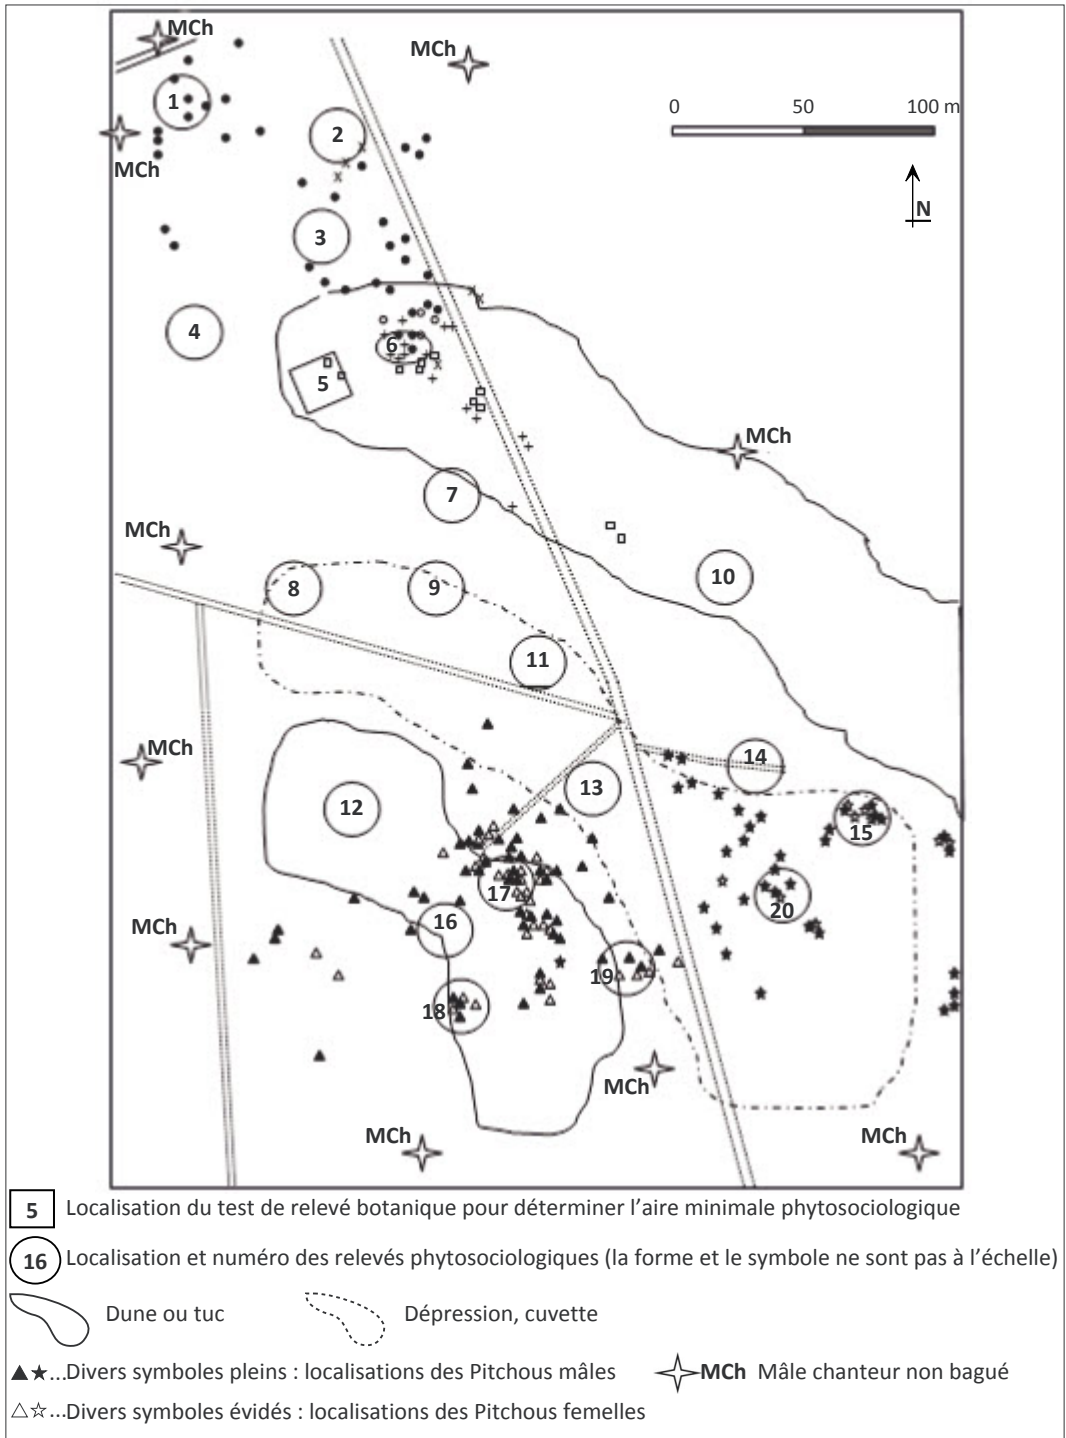 MCh
MCh
1
2
0 50 100 m
MCh
N
3
4
6
5
MCh
7
MCh
10
8
9
11
MCh
14
13
12
15
17
20
16
MCh
19
18
MCh
MCh
MCh
5 Localisation du test de relevé botanique pour déterminer l'aire minimale phytosociologique
16 Localisation et numéro des relevés phytosociologiques (la forme et le symbole ne sont pas à l'échelle)
Dune ou tuc Dépression, cuvette
▲★...Divers symboles pleins : localisations des Pitchous mâles MCh Mâle chanteur non bagué
△☆...Divers symboles évidés : localisations des Pitchous femelles